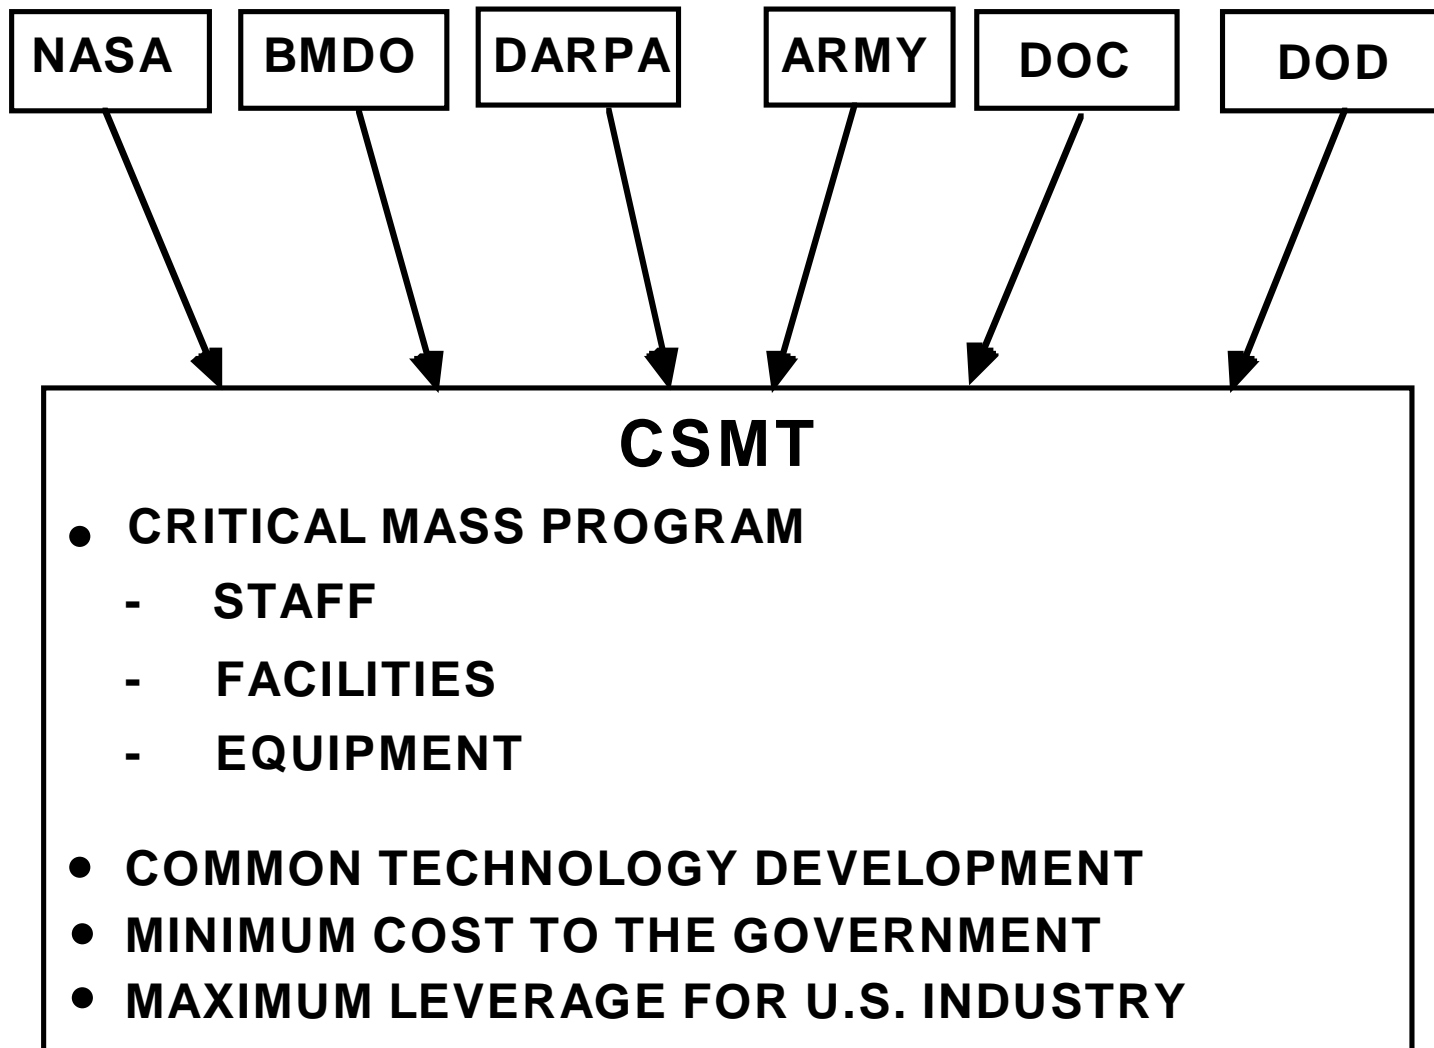 NASA
BMDO
DARPA
ARMY
DOC
DOD
CSMT
• CRITICAL MASS PROGRAM
- STAFF
- FACILITIES
- EQUIPMENT
• COMMON TECHNOLOGY DEVELOPMENT
• MINIMUM COST TO THE GOVERNMENT
• MAXIMUM LEVERAGE FOR U.S. INDUSTRY